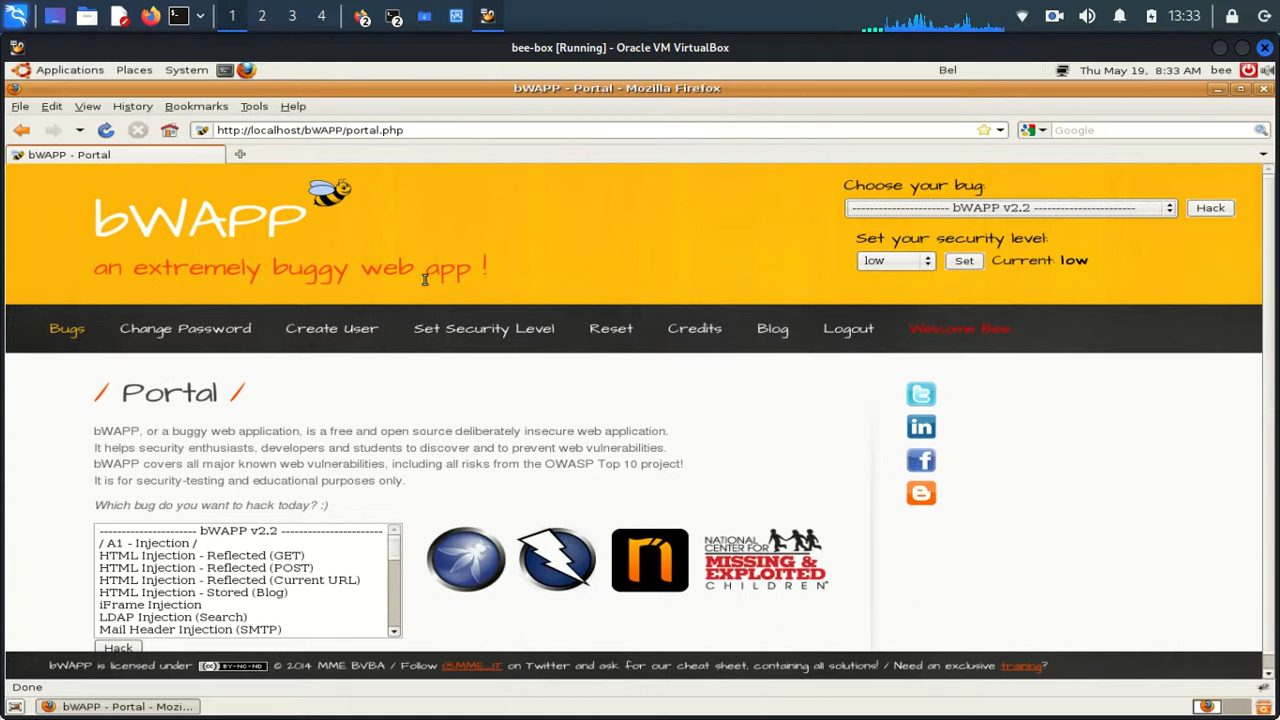 1 2 3 4 2 2 13:33
bee-box [Running] - Oracle VM VirtualBox
Applications Places System Bel Thu May 19, 8:33 AM bee
bWAPP - Portal - Mozilla Firefox
File Edit View History Bookmarks Tools Help
http://localhost/bWAPP/portal.php Google
bWAPP - Portal
bWAPP
an extremely buggy web app !
Choose your bug:
---------------------- bWAPP v2.2 ----------------------- Hack
Set your security level:
low Set Current: low
Bugs Change Password Create User Set Security Level Reset Credits Blog Logout Welcome Bee
/ Portal /
bWAPP, or a buggy web application, is a free and open source deliberately insecure web application.
It helps security enthusiasts, developers and students to discover and to prevent web vulnerabilities.
bWAPP covers all major known web vulnerabilities, including all risks from the OWASP Top 10 project!
It is for security-testing and educational purposes only.
Which bug do you want to hack today? :)
---------------------- bWAPP v2.2 -----------------------
/ A1 - Injection /
HTML Injection - Reflected (GET)
HTML Injection - Reflected (POST)
HTML Injection - Reflected (Current URL)
HTML Injection - Stored (Blog)
iFrame Injection
LDAP Injection (Search)
Mail Header Injection (SMTP)
Hack
NATIONAL
CENTER FOR
MISSING &
EXPLOITED
CHILDREN®
bWAPP is licensed under CC BY-NC-ND © 2014 MME BVBA / Follow @MME_IT on Twitter and ask for our cheat sheet, containing all solutions! / Need an exclusive training?
Done
bWAPP - Portal - Mozi...